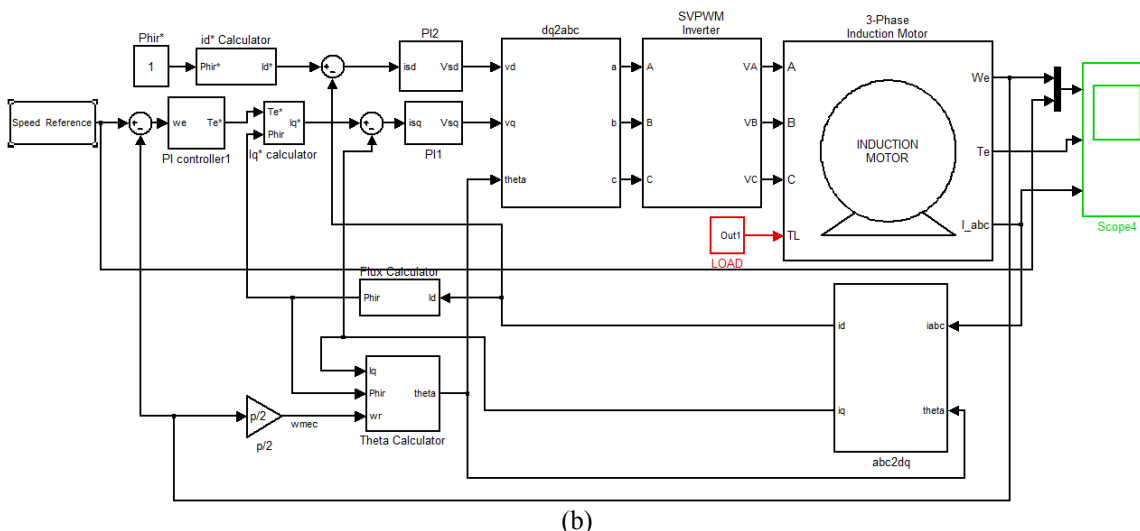 Phir*
1
id* Calculator
Phir*
Id*
PI2
isd
Vsd
dq2abc
vd
vq
theta
a
b
c
SVPWM
Inverter
A
B
C
VA
VB
VC
3-Phase
Induction Motor
A
B
C
TL
INDUCTION
MOTOR
We
Te
I_abc
Scope4
Speed Reference
we
Te*
PI controller1
Te*
Phir
Iq*
Iq* calculator
isq
Vsq
PI1
Out1
LOAD
Flux Calculator
Phir
Id
Iq
Phir
wr
theta
Theta Calculator
p/2
p/2
wmec
id
iq
iabc
theta
abc2dq
(b)